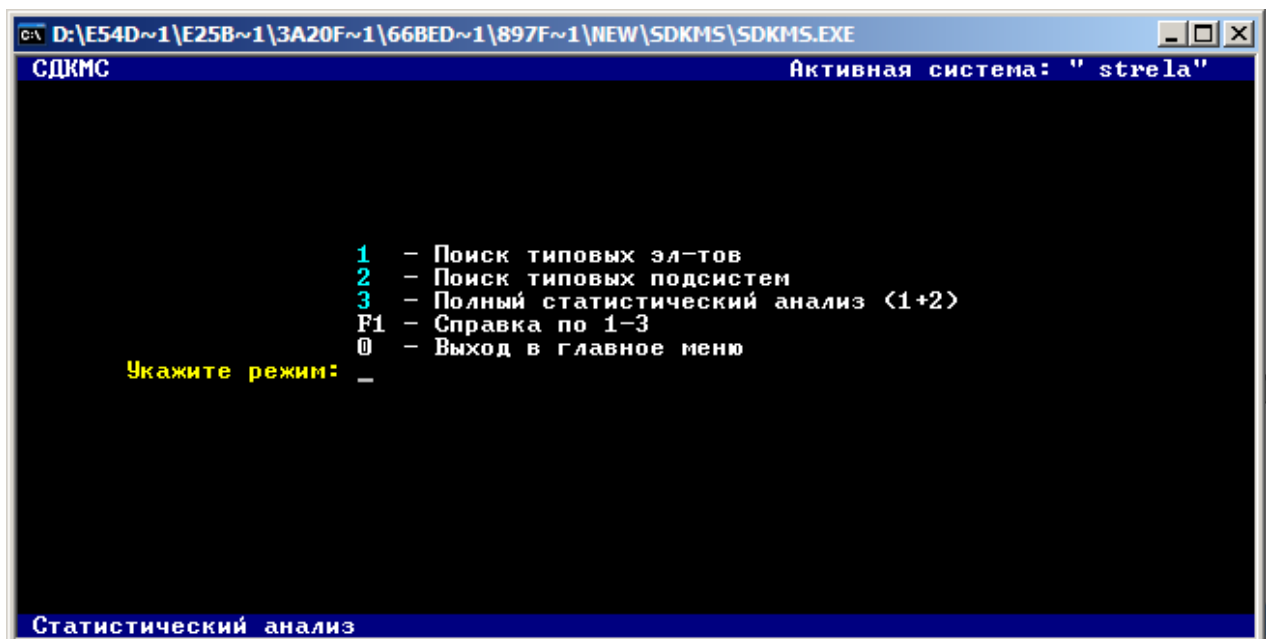 D:\E54D~1\E25B~1\3A20F~1\66BED~1\897F~1\NEW\SDKMS\SDKMS.EXE
СДКМС Активная система: " strela"
1 – Поиск типовых эл-тов
2 – Поиск типовых подсистем
3 – Полный статистический анализ (1+2)
F1 – Справка по 1-3
0 – Выход в главное меню
Укажите режим: _
Статистический анализ